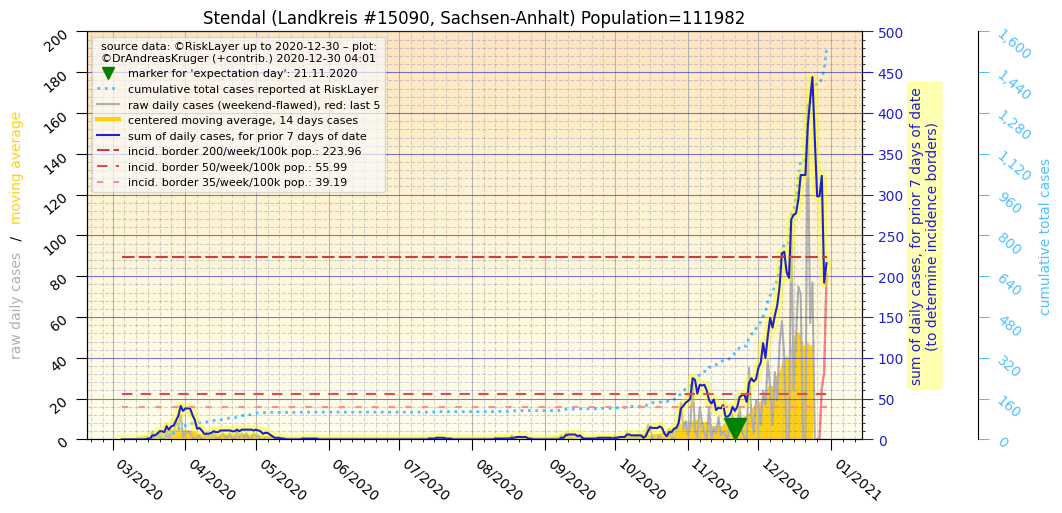 Stendal (Landkreis #15090, Sachsen-Anhalt) Population=111982
source data: ©RiskLayer up to 2020-12-30 – plot:
©DrAndreasKruger (+contrib.) 2020-12-30 04:01
marker for 'expectation day': 21.11.2020
cumulative total cases reported at RiskLayer
raw daily cases (weekend-flawed), red: last 5
centered moving average, 14 days cases
sum of daily cases, for prior 7 days of date
incid. border 200/week/100k pop.: 223.96
incid. border 50/week/100k pop.: 55.99
incid. border 35/week/100k pop.: 39.19
raw daily cases / moving average
200
180
160
140
120
100
80
60
40
20
0
03/2020
04/2020
05/2020
06/2020
07/2020
08/2020
09/2020
10/2020
11/2020
12/2020
01/2021
500
450
400
350
300
250
200
150
100
50
0
sum of daily cases, for prior 7 days of date
(to determine incidence borders)
1,600
1,440
1,280
1,120
960
800
640
480
320
160
0
cumulative total cases